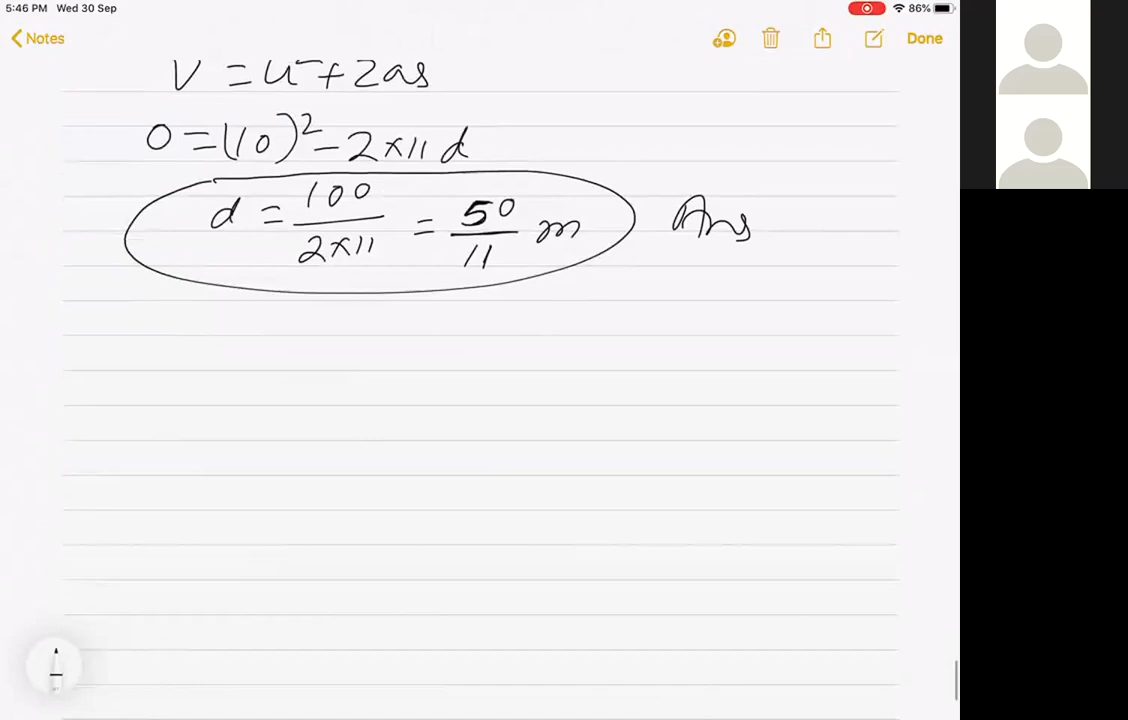 5:46 PM Wed 30 Sep 86%
Notes Done
V = u² + 2as
0 = (10)² - 2×11 d
d = 100/2×11 = 50/11 m Ans